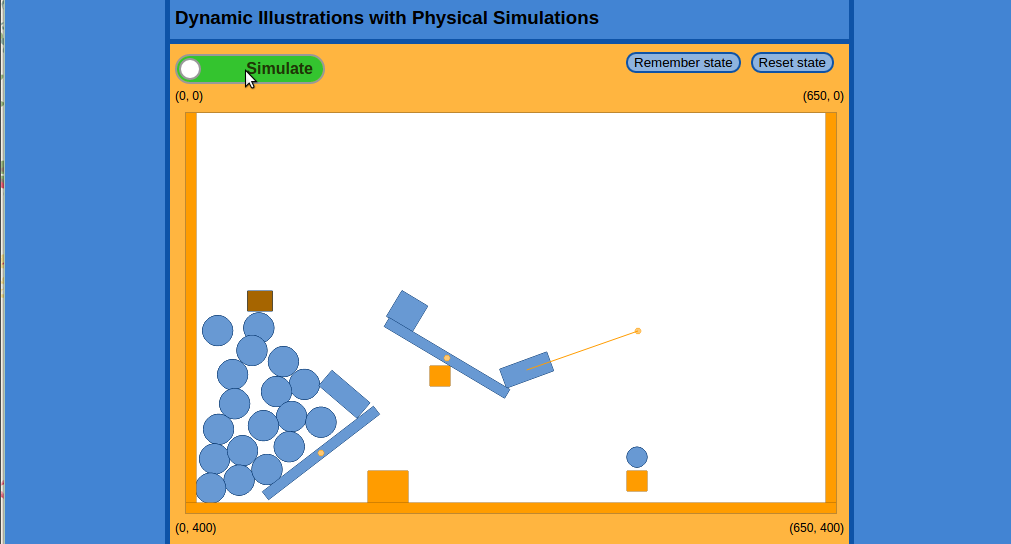 Dynamic Illustrations with Physical Simulations
Simulate
Remember state
Reset state
(0, 0)
(650, 0)
(0, 400)
(650, 400)